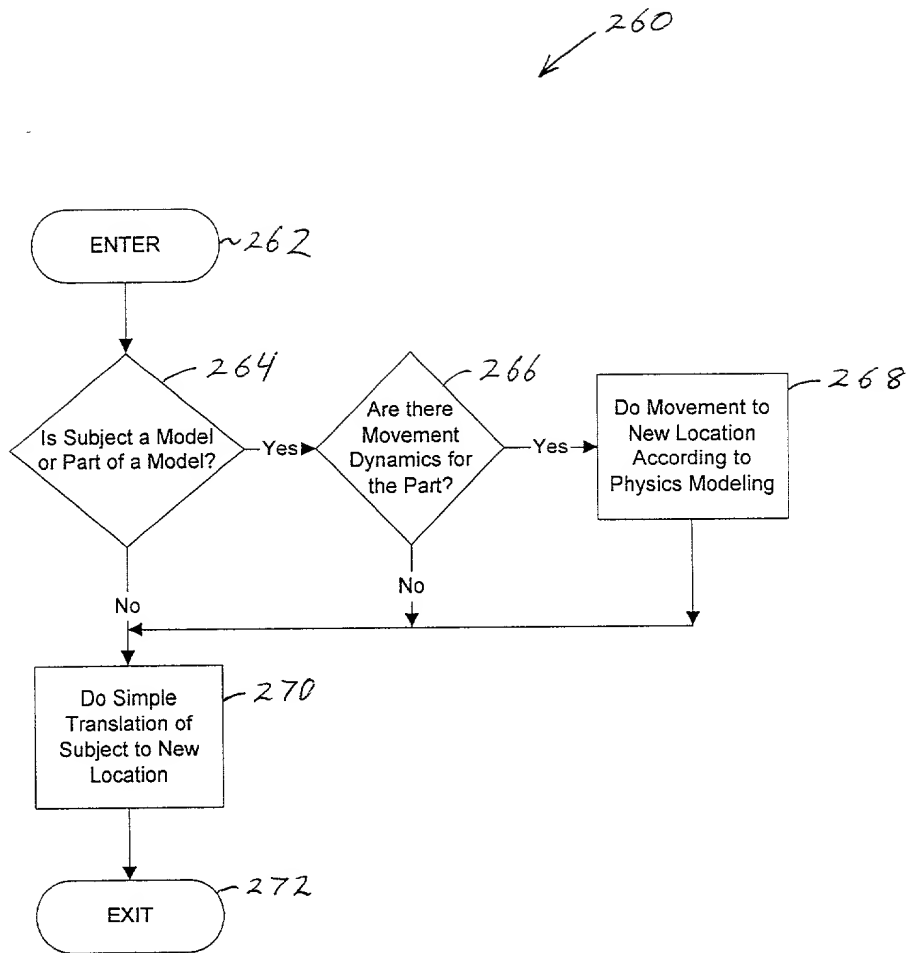 260
ENTER
262
264
Is Subject a Model
or Part of a Model?
Yes
266
Are there
Movement
Dynamics for
the Part?
Yes
268
Do Movement to
New Location
According to
Physics Modeling
No
No
270
Do Simple
Translation of
Subject to New
Location
272
EXIT